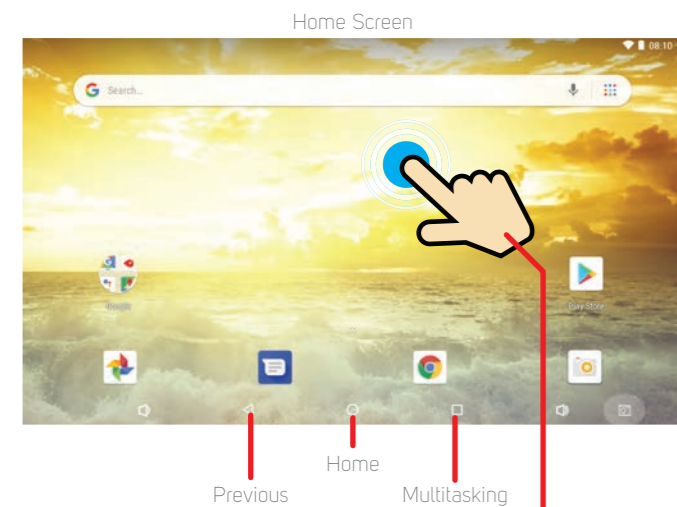 Home Screen
08:10
Search...
Google
Play Store
Home
Previous
Multitasking